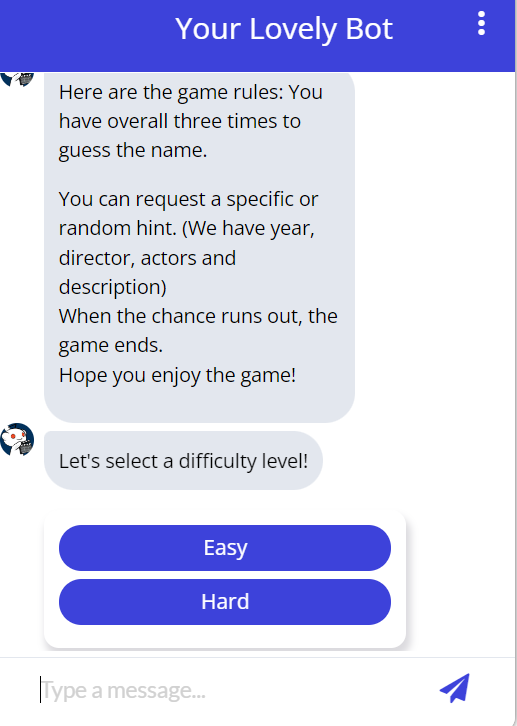 Your Lovely Bot
Here are the game rules: You
have overall three times to
guess the name.
You can request a specific or
random hint. (We have year,
director, actors and
description)
When the chance runs out, the
game ends.
Hope you enjoy the game!
Let's select a difficulty level!
Easy
Hard
Type a message...